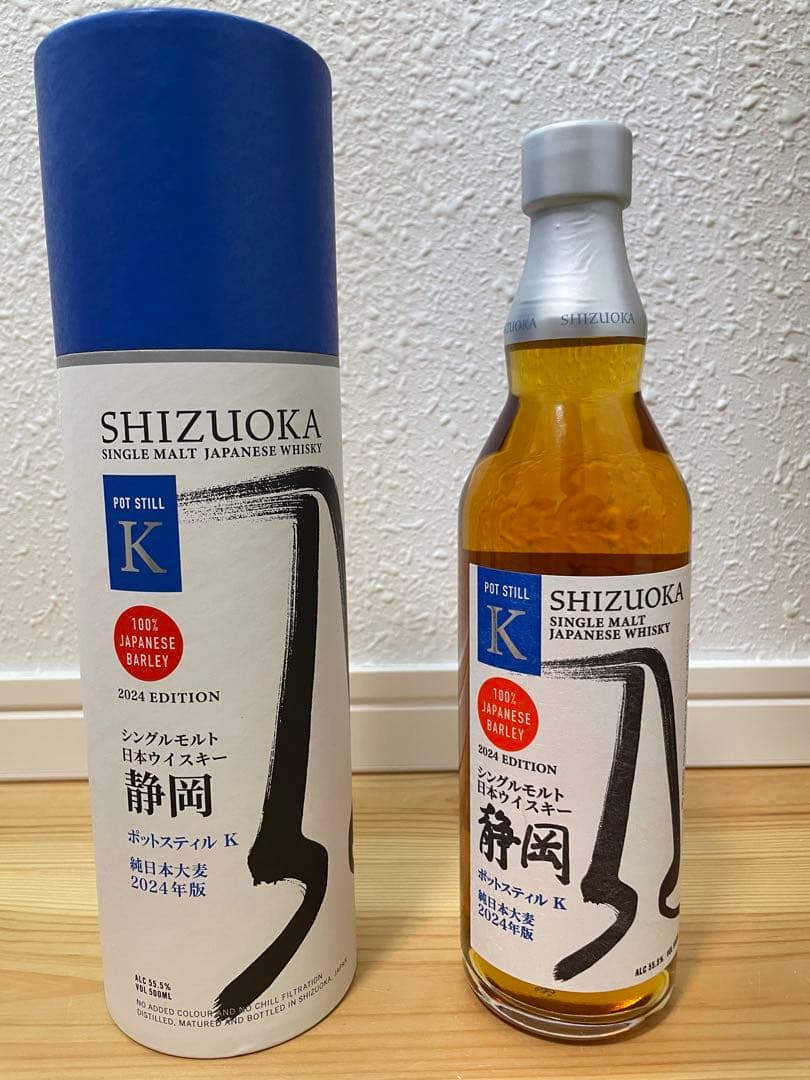 SHIZUOKA
SINGLE MALT JAPANESE WHISKY
POT STILL
K
100%
JAPANESE
BARLEY
2024 EDITION
シングルモルト
日本ウイスキー
静岡
ポットスティル K
純日本大麦
2024年版
ALC 55.5%
VOL 500ML
NO ADDED COLOUR AND NO CHILL FILTRATION
DISTILLED, MATURED AND BOTTLED IN SHIZUOKA, JAPAN
SHIZUOKA
POT STILL
K
SHIZUOKA
SINGLE MALT
JAPANESE WHISKY
100%
JAPANESE
BARLEY
2024 EDITION
シングルモルト
日本ウイスキー
静岡
ポットスティル K
純日本大麦
2024年版
ALC 55.5% VOL